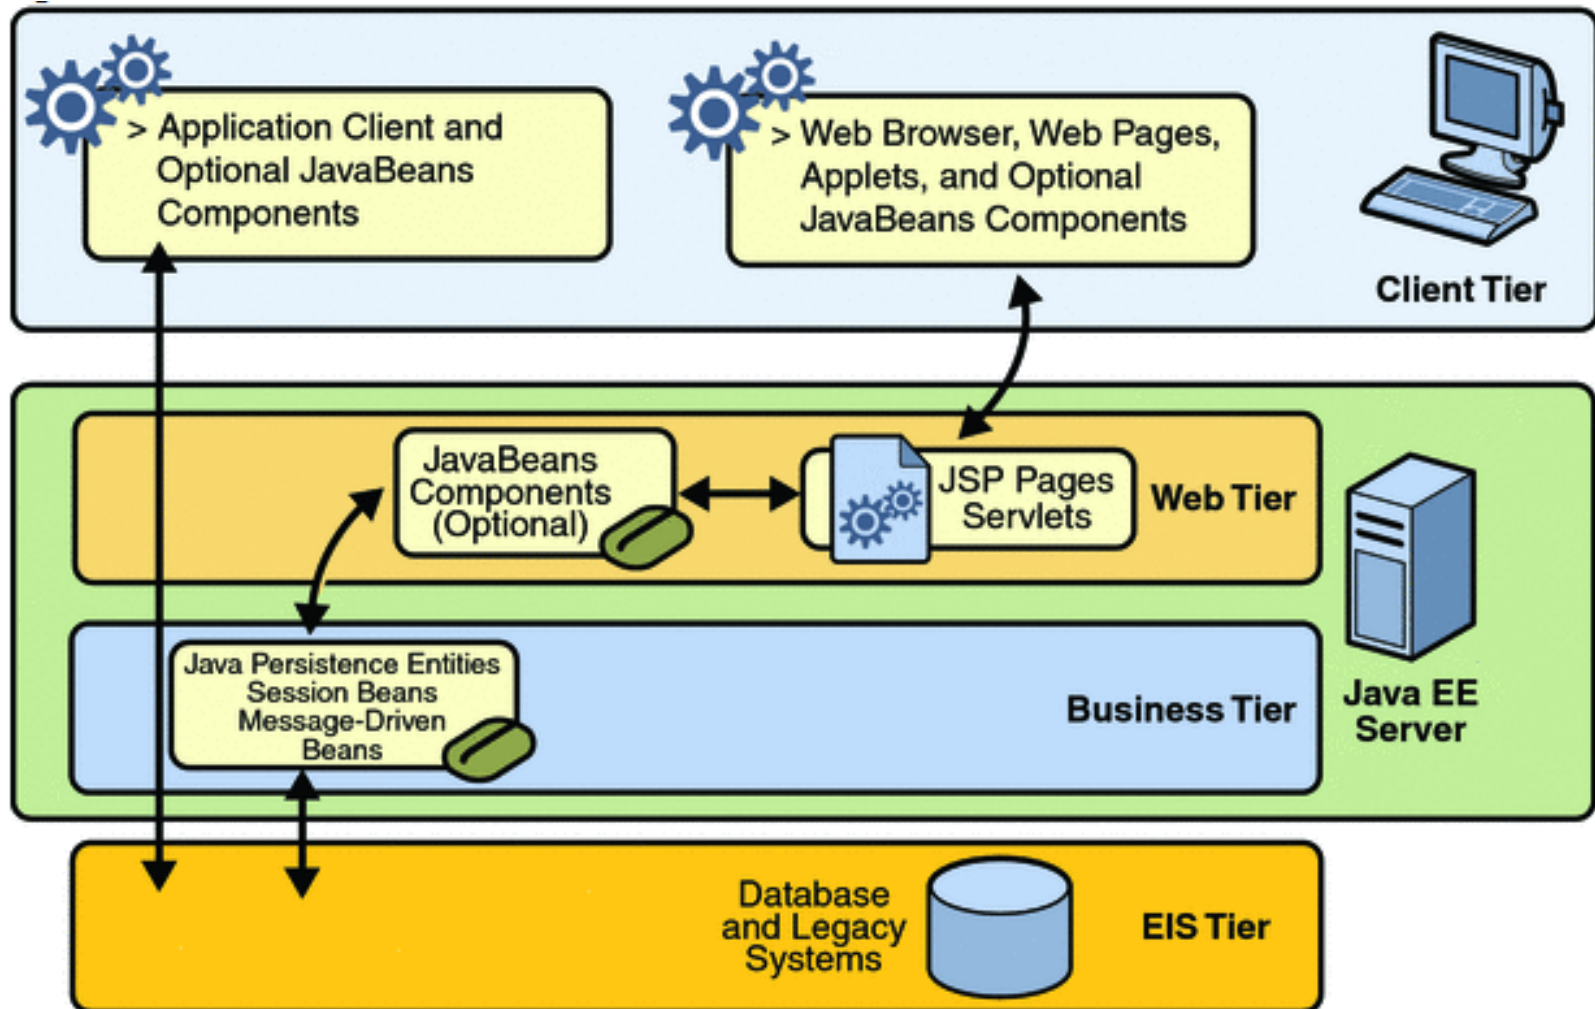 > Application Client and
Optional JavaBeans
Components
> Web Browser, Web Pages,
Applets, and Optional
JavaBeans Components
Client Tier
JavaBeans
Components
(Optional)
JSP Pages
Servlets
Web Tier
Java Persistence Entities
Session Beans
Message-Driven
Beans
Business Tier
Java EE
Server
Database
and Legacy
Systems
EIS Tier